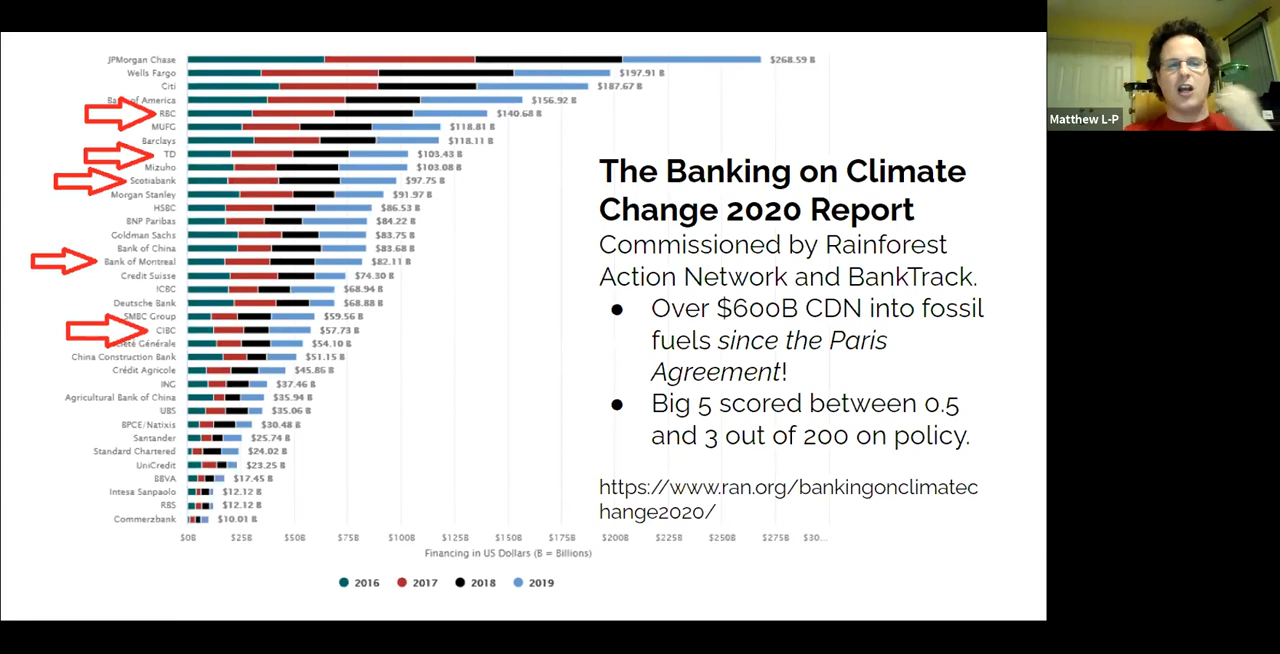 JPMorgan Chase $268.59 B
Wells Fargo $197.91 B
Citi $187.67 B
of America $156.92 B
RBC $140.68 B
MUFG $118.81 B
Barclays $118.11 B
TD $103.43 B
Mizuho $103.08 B
Scotiabank $97.75 B
Morgan Stanley $91.97 B
HSBC $86.53 B
BNP Paribas $84.22 B
Goldman Sachs $83.75 B
Bank of China $83.68 B
Bank of Montreal $82.11 B
Credit Suisse $74.30 B
ICBC $68.94 B
Deutsche Bank $68.88 B
SMBC Group $59.56 B
CIBC $57.73 B
Générale $54.10 B
China Construction Bank $51.15 B
Crédit Agricole $45.86 B
ING $37.46 B
Agricultural Bank of China $35.94 B
UBS $35.06 B
BPCE/Natixis $30.48 B
Santander $25.74 B
Standard Chartered $24.02 B
UniCredit $23.25 B
BBVA $17.45 B
Intesa Sanpaolo $12.12 B
RBS $12.12 B
Commerzbank $10.01 B
$0B $25B $50B $75B $100B $125B $150B $175B $200B $225B $250B $275B $30...
Financing in US Dollars (B = Billions)
2016 2017 2018 2019
The Banking on Climate
Change 2020 Report
Commissioned by Rainforest
Action Network and BankTrack.
● Over $600B CDN into fossil
fuels since the Paris
Agreement!
● Big 5 scored between 0.5
and 3 out of 200 on policy.
https://www.ran.org/bankingonclimatec
hange2020/
Matthew L-P